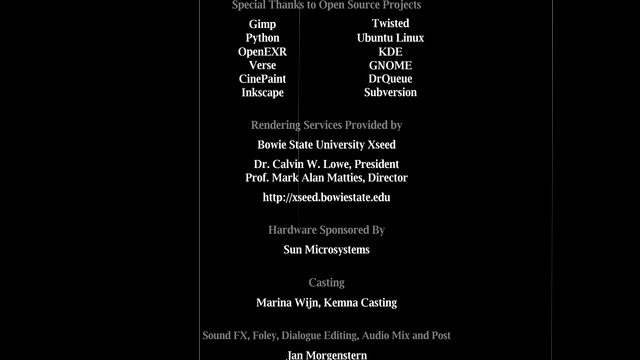 Special Thanks to Open Source Projects
Gimp Twisted
Python Ubuntu Linux
OpenEXR KDE
Verse GNOME
CinePaint DrQueue
Inkscape Subversion
Rendering Services Provided by
Bowie State University Xseed
Dr. Calvin W. Lowe, President
Prof. Mark Alan Matties, Director
http://xseed.bowiestate.edu
Hardware Sponsored By
Sun Microsystems
Casting
Marina Wijn, Kemna Casting
Sound FX, Foley, Dialogue Editing, Audio Mix and Post
Jan Morgenstern